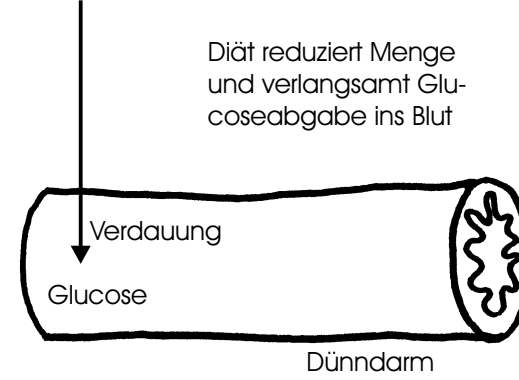 Diät reduziert Menge
und verlangsamt Glu-
coseabgabe ins Blut
Verdauung
Glucose
Dünndarm